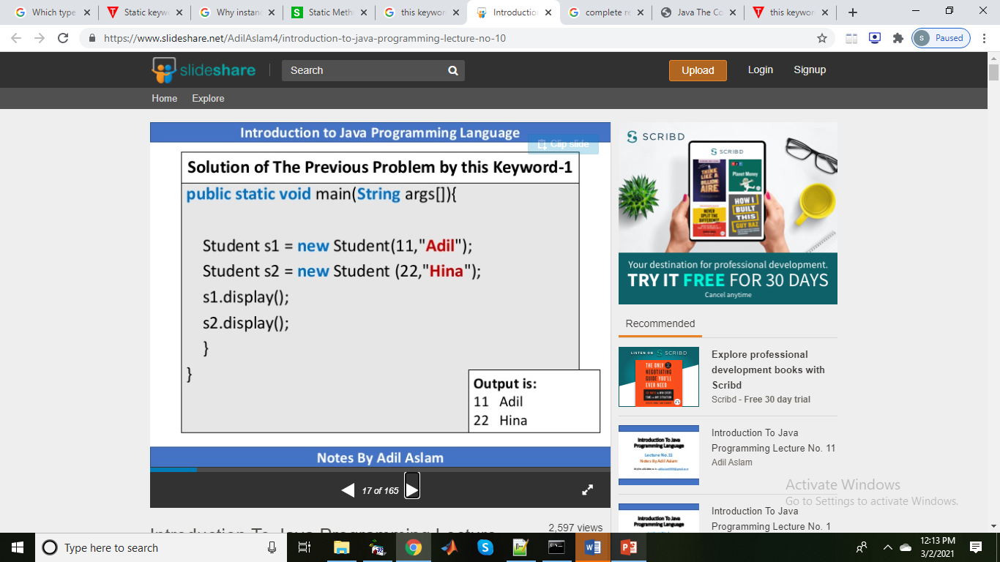 Which type
Static keywo
Why instan
Static Meth
this keywor
Introductio
complete re
Java The Co
this keywor
https://www.slideshare.net/AdilAslam4/introduction-to-java-programming-lecture-no-10
S Paused
slideshare
Search
Upload Login Signup
Home Explore
Introduction to Java Programming Language
Clip slide
Solution of The Previous Problem by this Keyword-1
public static void main(String args[]){
Student s1 = new Student(11,"Adil");
Student s2 = new Student (22,"Hina");
s1.display();
s2.display();
}
}
Output is:
11 Adil
22 Hina
Notes By Adil Aslam
17 of 165
Introduction To Java Programming Lecture
2,597 views
SCRIBD
SCRIBD
THINK LIKE A BILLIONAIRE
Planet Money
NEVER SPLIT THE DIFFERENCE
HOW I BUILT THIS
GUY RAZ
Your destination for professional development.
TRY IT FREE FOR 30 DAYS
Cancel anytime
Recommended
LISTEN ON SCRIBD
THE ONLY
NEGOTIATING
GUIDE YOU'LL
EVER NEED
Explore professional
development books with
Scribd
Scribd - Free 30 day trial
Introduction To Java
Programming Language
Lecture No.11
Notes By Adil Aslam
Introduction To Java
Programming Lecture No. 11
Adil Aslam
Introduction To Java
Programming Language
Introduction To Java
Programming Lecture No. 1
Activate Windows
Go to Settings to activate Windows.
Type here to search
12:13 PM
3/2/2021